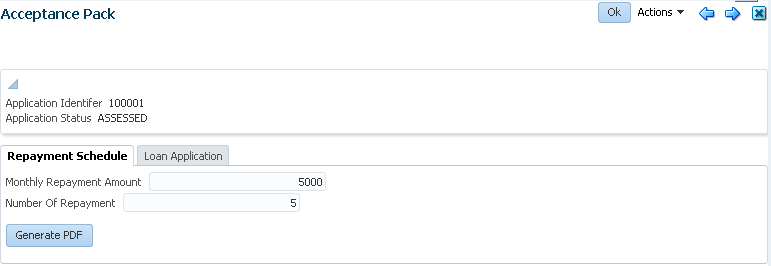 Acceptance Pack
Ok Actions
Application Identifer 100001
Application Status ASSESSED
Repayment Schedule Loan Application
Monthly Repayment Amount 5000
Number Of Repayment 5
Generate PDF